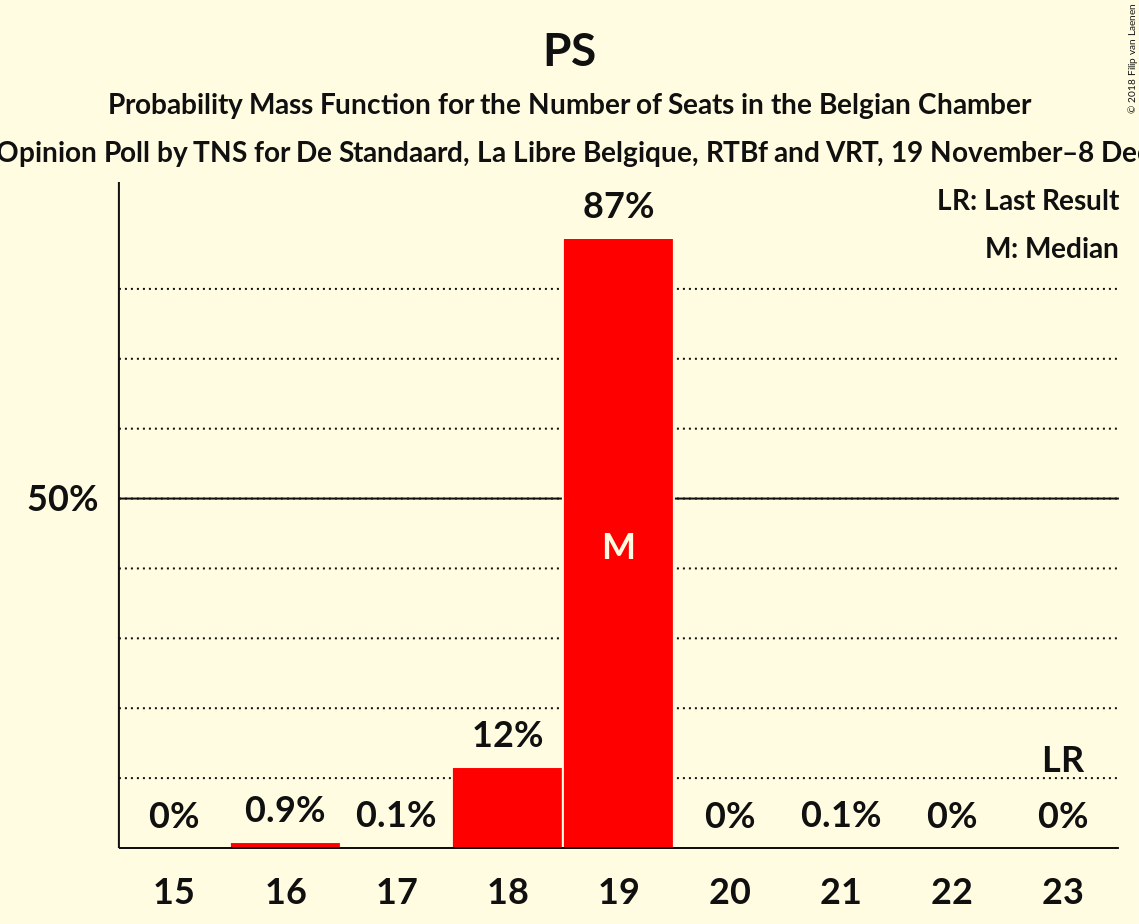 PS
Probability Mass Function for the Number of Seats in the Belgian Chamber
Opinion Poll by TNS for De Standaard, La Libre Belgique, RTBf and VRT, 19 November–8
© 2018 Filip van Laenen
LR: Last Result
M: Median
87%
50%
M
12%
LR
0% 0.9% 0.1% 0% 0.1% 0% 0%
15 16 17 18 19 20 21 22 23